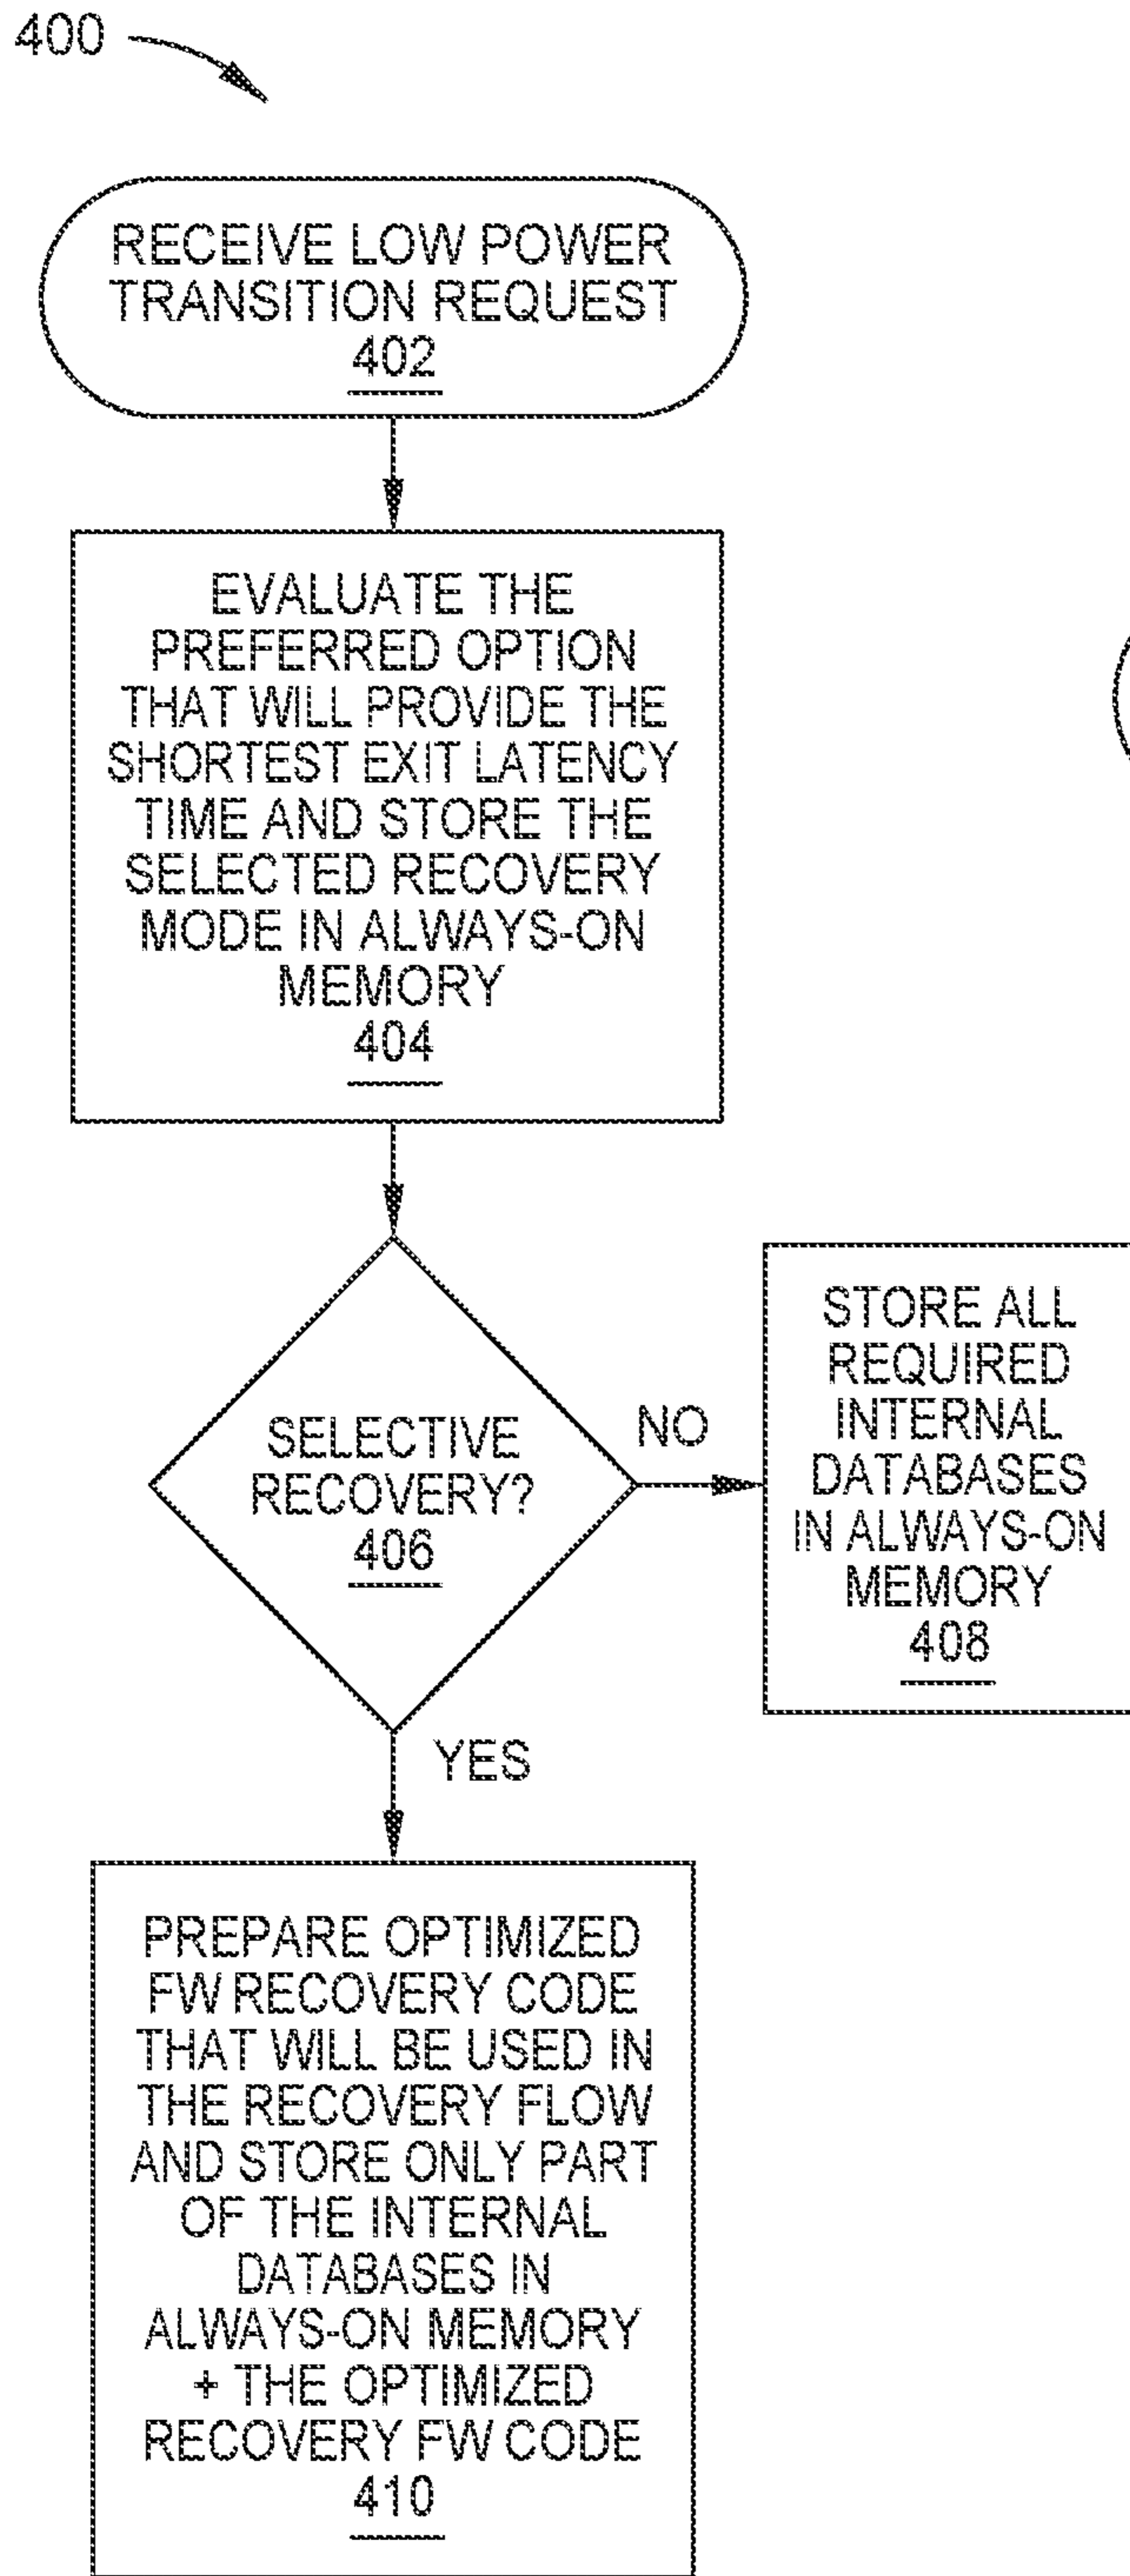 400
RECEIVE LOW POWER
TRANSITION REQUEST
402
EVALUATE THE
PREFERRED OPTION
THAT WILL PROVIDE THE
SHORTEST EXIT LATENCY
TIME AND STORE THE
SELECTED RECOVERY
MODE IN ALWAYS-ON
MEMORY
404
SELECTIVE
RECOVERY?
406
NO
STORE ALL
REQUIRED
INTERNAL
DATABASES
IN ALWAYS-ON
MEMORY
408
YES
PREPARE OPTIMIZED
FW RECOVERY CODE
THAT WILL BE USED IN
THE RECOVERY FLOW
AND STORE ONLY PART
OF THE INTERNAL
DATABASES IN
ALWAYS-ON MEMORY
+ THE OPTIMIZED
RECOVERY FW CODE
410